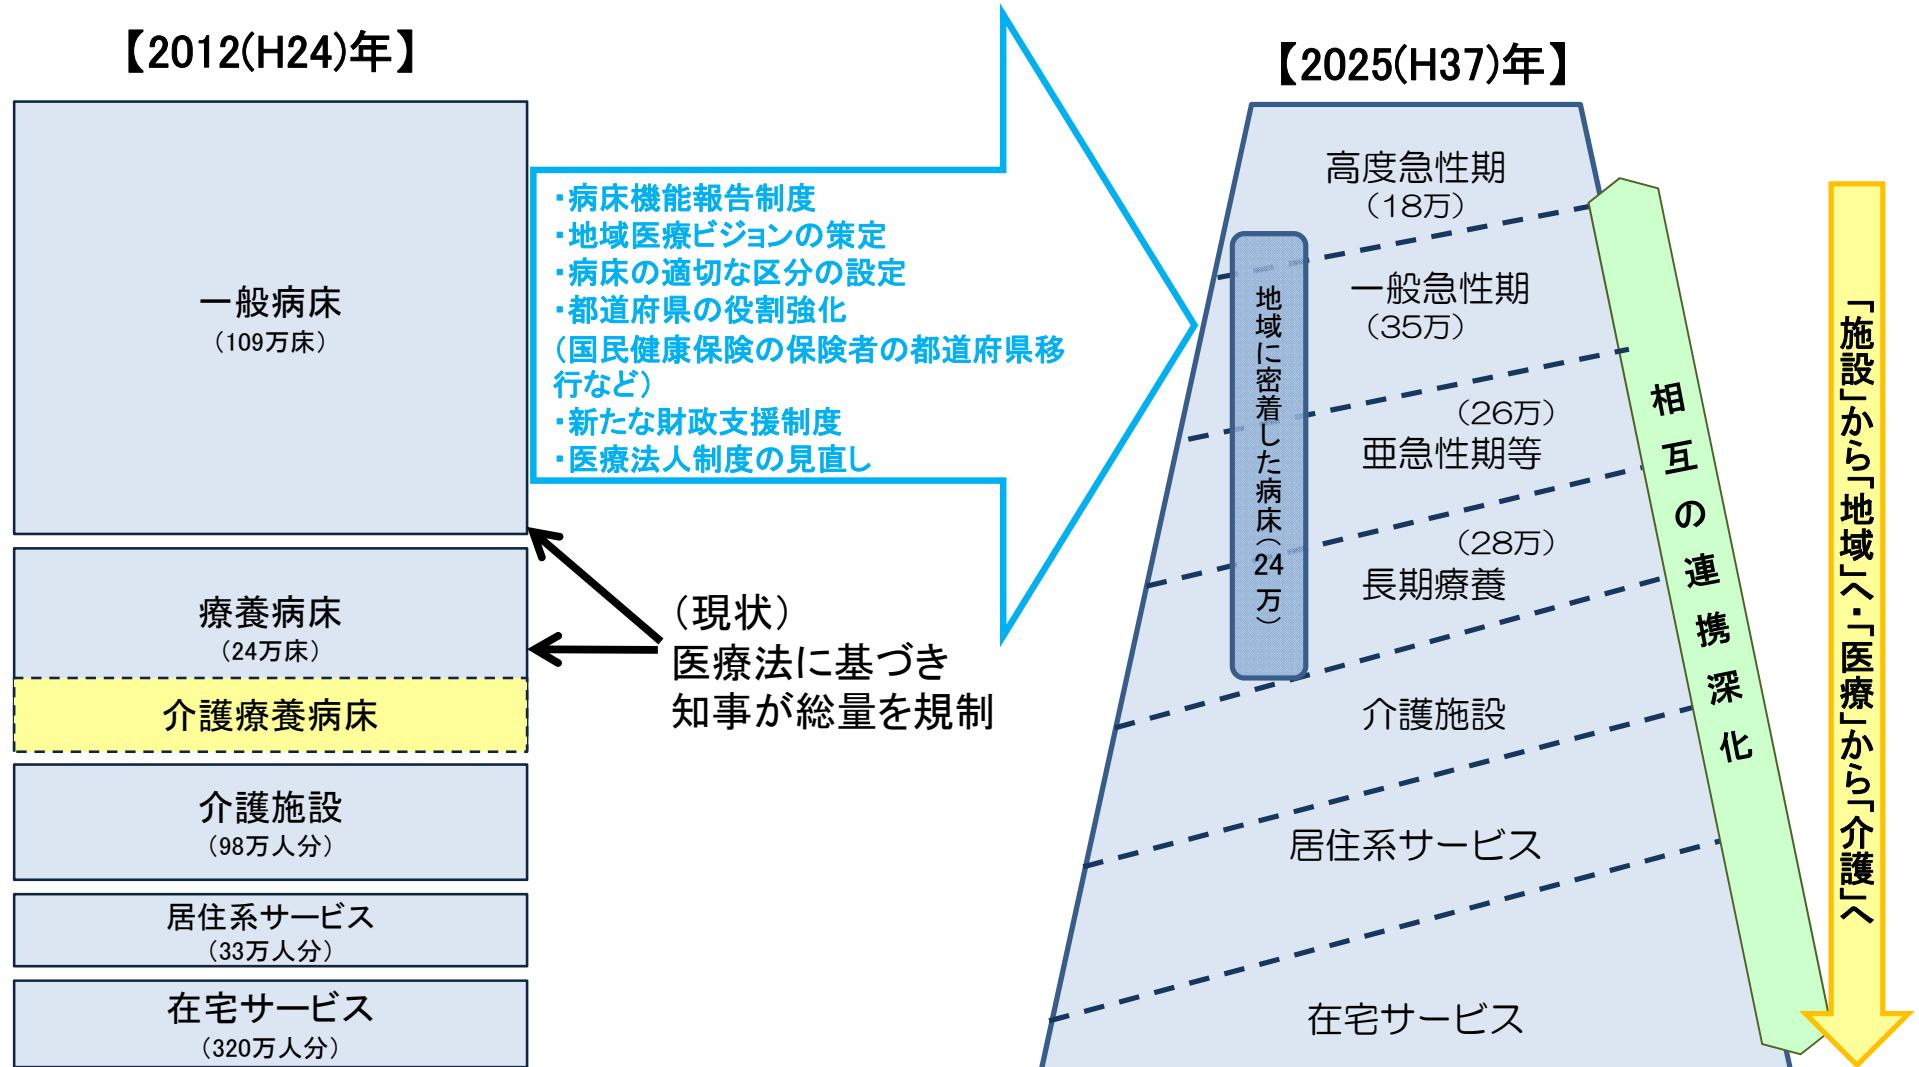 【2012(H24)年】
一般病床
(109万床)
療養病床
(24万床)
介護療養病床
介護施設
(98万人分)
居住系サービス
(33万人分)
在宅サービス
(320万人分)
・病床機能報告制度
・地域医療ビジョンの策定
・病床の適切な区分の設定
・都道府県の役割強化
(国民健康保険の保険者の都道府県移
行など)
・新たな財政支援制度
・医療法人制度の見直し
(現状)
医療法に基づき
知事が総量を規制
【2025(H37)年】
高度急性期
(18万)
一般急性期
(35万)
(26万)
亜急性期等
(28万)
長期療養
介護施設
居住系サービス
在宅サービス
地域に密着した病床(24万)
相互の連携深化
「施設」から「地域」へ・「医療」から「介護」へ